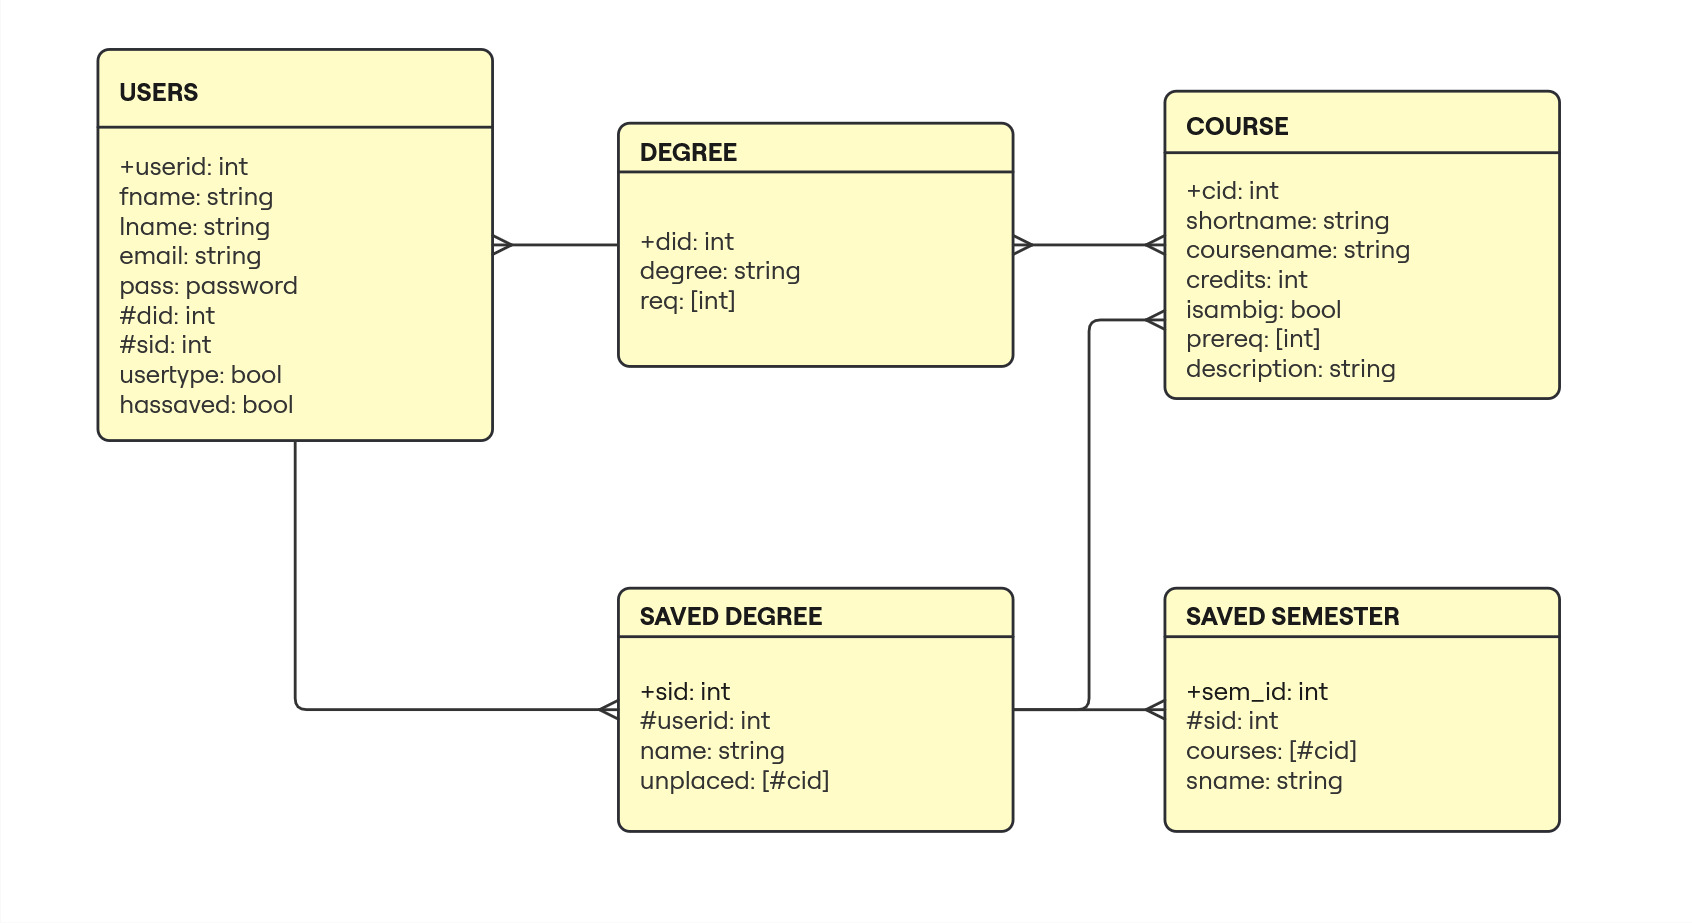 USERS
+userid: int
fname: string
lname: string
email: string
pass: password
#did: int
#sid: int
usertype: bool
hassaved: bool
DEGREE
+did: int
degree: string
req: [int]
COURSE
+cid: int
shortname: string
coursename: string
credits: int
isambig: bool
prereq: [int]
description: string
SAVED DEGREE
+sid: int
#userid: int
name: string
unplaced: [#cid]
SAVED SEMESTER
+sem_id: int
#sid: int
courses: [#cid]
sname: string